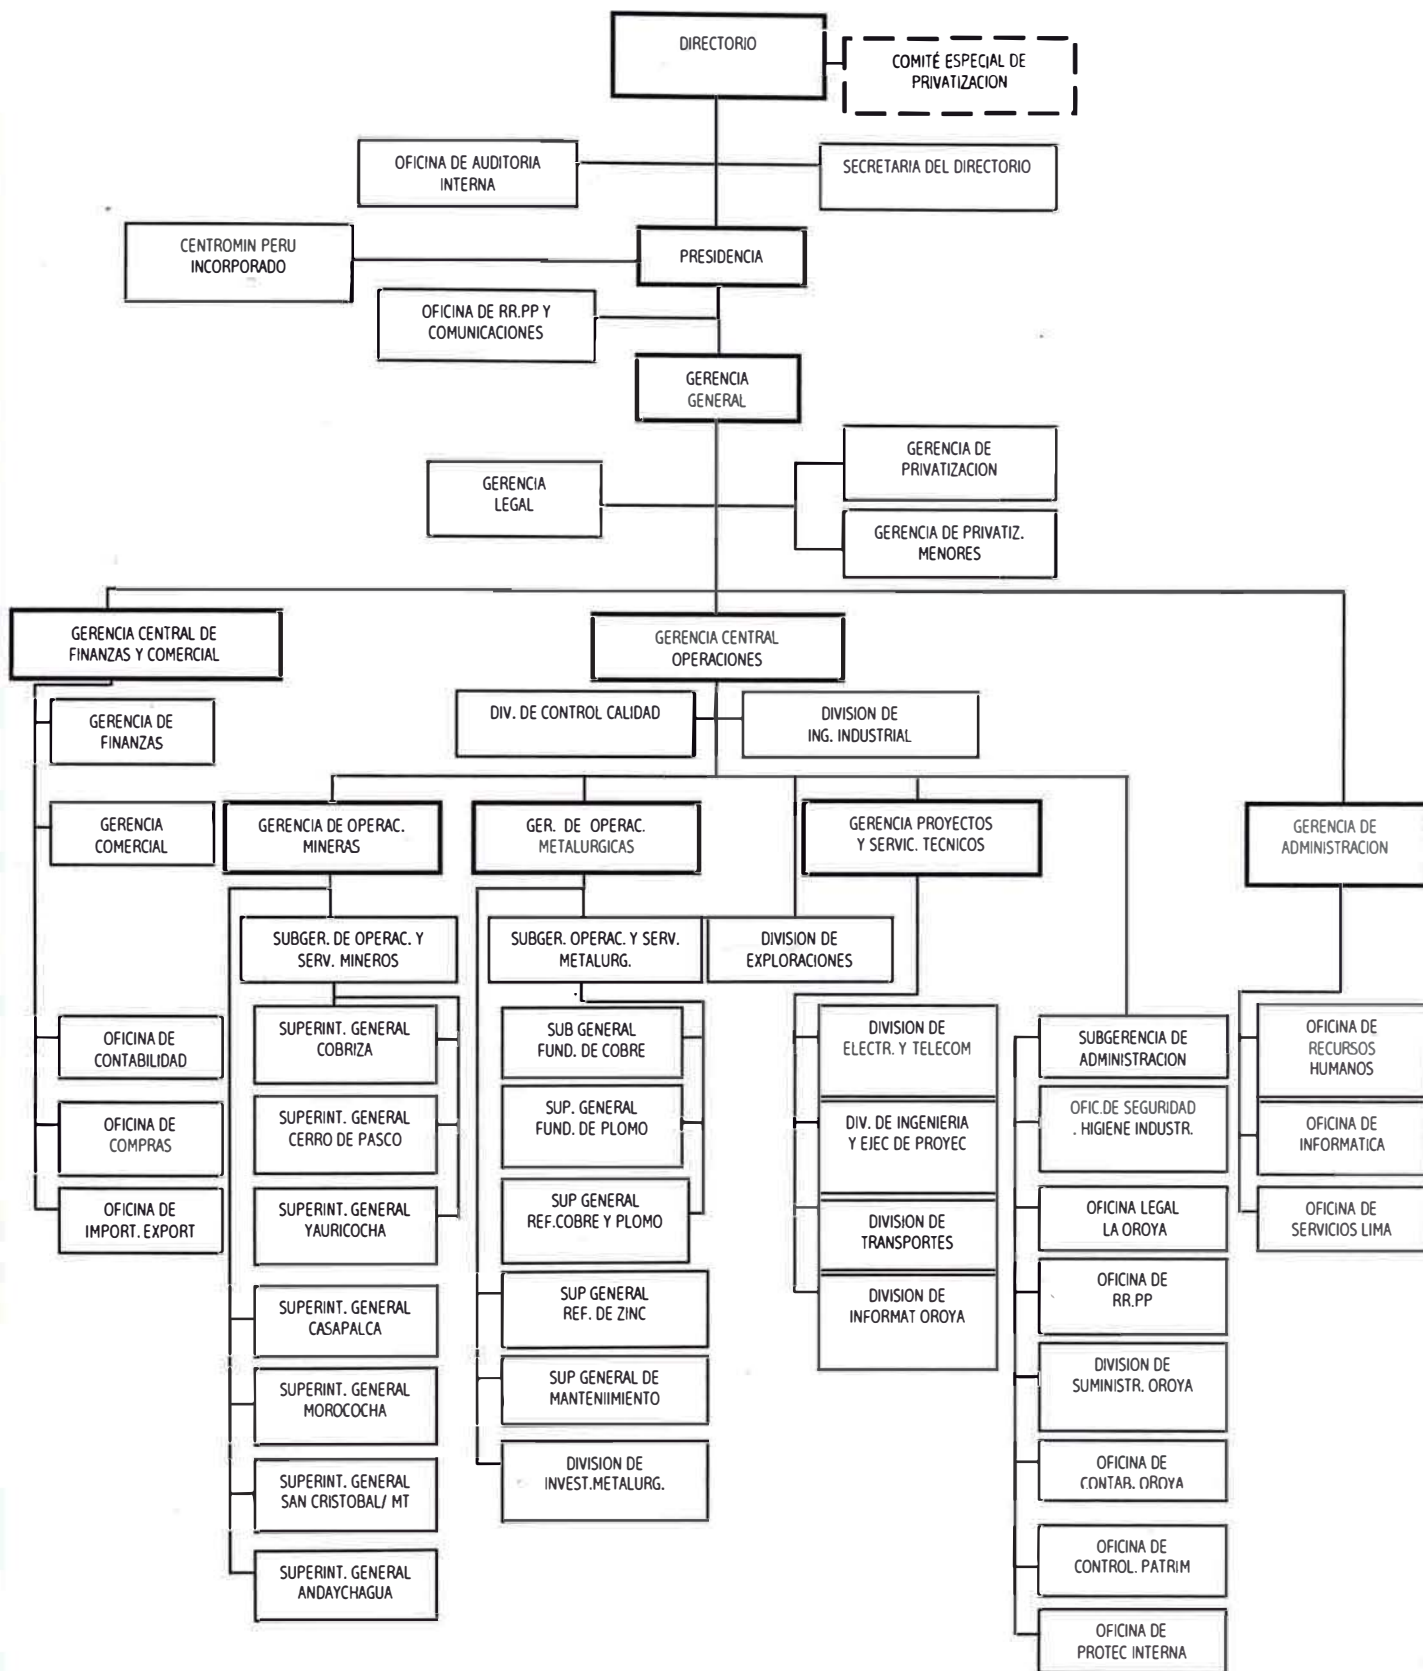 DIRECTORIO
COMITÉ ESPECIAL DE
PRIVATIZACION
OFICINA DE AUDITORIA
INTERNA
SECRETARIA DEL DIRECTORIO
CENTROMIN PERU
INCORPORADO
PRESIDENCIA
OFICINA DE RR.PP Y
COMUNICACIONES
GERENCIA
GENERAL
GERENCIA DE
PRIVATIZACION
GERENCIA
LEGAL
GERENCIA DE PRIVATIZ.
MENORES
GERENCIA CENTRAL DE
FINANZAS Y COMERCIAL
GERENCIA CENTRAL
OPERACIONES
GERENCIA DE
FINANZAS
DIV. DE CONTROL CALIDAD
DIVISION DE
ING. INDUSTRIAL
GERENCIA
COMERCIAL
GERENCIA DE OPERAC.
MINERAS
GER. DE OPERAC.
METALURGICAS
GERENCIA PROYECTOS
Y SERVIC. TECNICOS
GERENCIA DE
ADMINISTRACION
SUBGER. DE OPERAC. Y
SERV. MINEROS
SUBGER. OPERAC. Y SERV.
METALURG.
DIVISION DE
EXPLORACIONES
OFICINA DE
CONTABILIDAD
OFICINA DE
COMPRAS
OFICINA DE
IMPORT. EXPORT
SUPERINT. GENERAL
COBRIZA
SUPERINT. GENERAL
CERRO DE PASCO
SUPERINT. GENERAL
YAURICOCHA
SUPERINT. GENERAL
CASAPALCA
SUPERINT. GENERAL
MOROCOCHA
SUPERINT. GENERAL
SAN CRISTOBAL/ MT
SUPERINT. GENERAL
ANDAYCHAGUA
SUB GENERAL
FUND. DE COBRE
SUP. GENERAL
FUND. DE PLOMO
SUP GENERAL
REF.COBRE Y PLOMO
SUP GENERAL
REF. DE ZINC
SUP GENERAL DE
MANTENIIMIENTO
DIVISION DE
INVEST.METALURG.
DIVISION DE
ELECTR. Y TELECOM
DIV. DE INGENIERIA
Y EJEC DE PROYEC
DIVISION DE
TRANSPORTES
DIVISION DE
INFORMAT OROYA
SUBGERENCIA DE
ADMINISTRACION
OFIC.DE SEGURIDAD
. HIGIENE INDUSTR.
OFICINA LEGAL
LA OROYA
OFICINA DE
RR.PP
DIVISION DE
SUMINISTR. OROYA
OFICINA DE
CONTAB. OROYA
OFICINA DE
CONTROL. PATRIM
OFICINA DE
PROTEC INTERNA
OFICINA DE
RECURSOS
HUMANOS
OFICINA DE
INFORMATICA
OFICINA DE
SERVICIOS LIMA